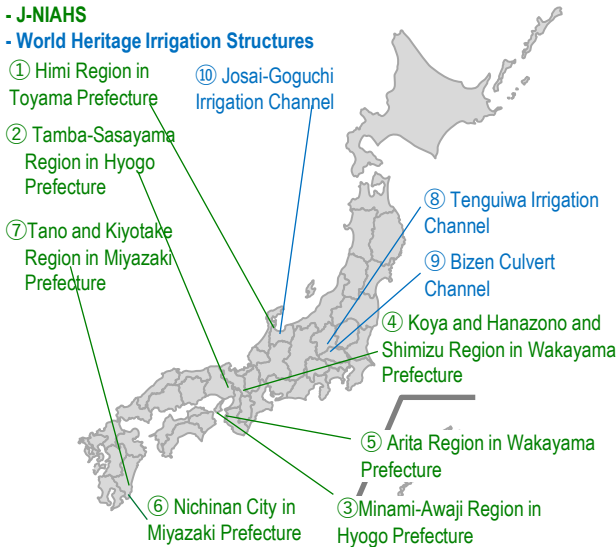 - J-NIAHS
- World Heritage Irrigation Structures
① Himi Region in
Toyama Prefecture
② Tamba-Sasayama
Region in Hyogo
Prefecture
⑦Tano and Kiyotake
Region in Miyazaki
Prefecture
⑩ Josai-Goguchi
Irrigation Channel
⑧ Tenguiwa Irrigation
Channel
⑨ Bizen Culvert
Channel
④ Koya and Hanazono and
Shimizu Region in Wakayama
Prefecture
⑤ Arita Region in Wakayama
Prefecture
③Minami-Awaji Region in
Hyogo Prefecture
⑥ Nichinan City in
Miyazaki Prefecture